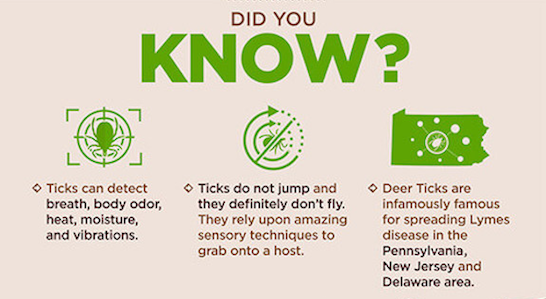 DID YOU
KNOW?
Ticks can detect
breath, body odor,
heat, moisture,
and vibrations.
Ticks do not jump and
they definitely don't fly.
They rely upon amazing
sensory techniques to
grab onto a host.
Deer Ticks are
infamously famous
for spreading Lymes
disease in the
Pennsylvania,
New Jersey and
Delaware area.